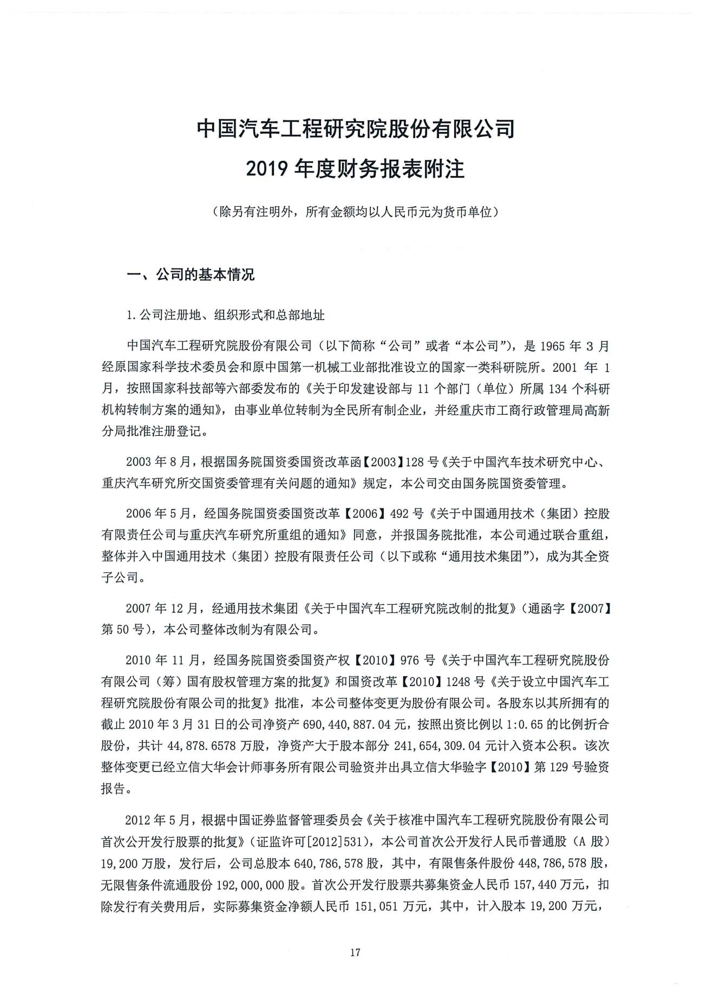 中国汽车工程研究院股份有限公司
2019 年度财务报表附注
（除另有注明外，所有金额均以人民币元为货币单位）
一、公司的基本情况
1.公司注册地、组织形式和总部地址
中国汽车工程研究院股份有限公司（以下简称“公司”或者“本公司”），是 1965 年 3 月
经原国家科学技术委员会和原中国第一机械工业部批准设立的国家一类科研院所。2001 年 1
月，按照国家科技部等六部委发布的《关于印发建设部与 11 个部门（单位）所属 134 个科研
机构转制方案的通知》，由事业单位转制为全民所有制企业，并经重庆市工商行政管理局高新
分局批准注册登记。
2003 年 8 月，根据国务院国资委国资改革函【2003】128 号《关于中国汽车技术研究中心、
重庆汽车研究所交国资委管理有关问题的通知》规定，本公司交由国务院国资委管理。
2006 年 5 月，经国务院国资委国资改革【2006】492 号《关于中国通用技术（集团）控股
有限责任公司与重庆汽车研究所重组的通知》同意，并报国务院批准，本公司通过联合重组，
整体并入中国通用技术（集团）控股有限责任公司（以下或称“通用技术集团”），成为其全资
子公司。
2007 年 12 月，经通用技术集团《关于中国汽车工程研究院改制的批复》（通函字【2007】
第 50 号），本公司整体改制为有限公司。
2010 年 11 月，经国务院国资委国资产权【2010】976 号《关于中国汽车工程研究院股份
有限公司（筹）国有股权管理方案的批复》和国资改革【2010】1248 号《关于设立中国汽车工
程研究院股份有限公司的批复》批准，本公司整体变更为股份有限公司。各股东以其所拥有的
截止 2010 年 3 月 31 日的公司净资产 690,440,887.04 元，按照出资比例以 1:0.65 的比例折合
股份，共计 44,878.6578 万股，净资产大于股本部分 241,654,309.04 元计入资本公积。该次
整体变更已经立信大华会计师事务所有限公司验资并出具立信大华验字【2010】第 129 号验资
报告。
2012 年 5 月，根据中国证券监督管理委员会《关于核准中国汽车工程研究院股份有限公司
首次公开发行股票的批复》（证监许可[2012]531），本公司首次公开发行人民币普通股（A 股）
19,200 万股，发行后，公司总股本 640,786,578 股，其中，有限售条件股份 448,786,578 股，
无限售条件流通股份 192,000,000 股。首次公开发行股票共募集资金人民币 157,440 万元，扣
除发行有关费用后，实际募集资金净额人民币 151,051 万元，其中，计入股本 19,200 万元，
17